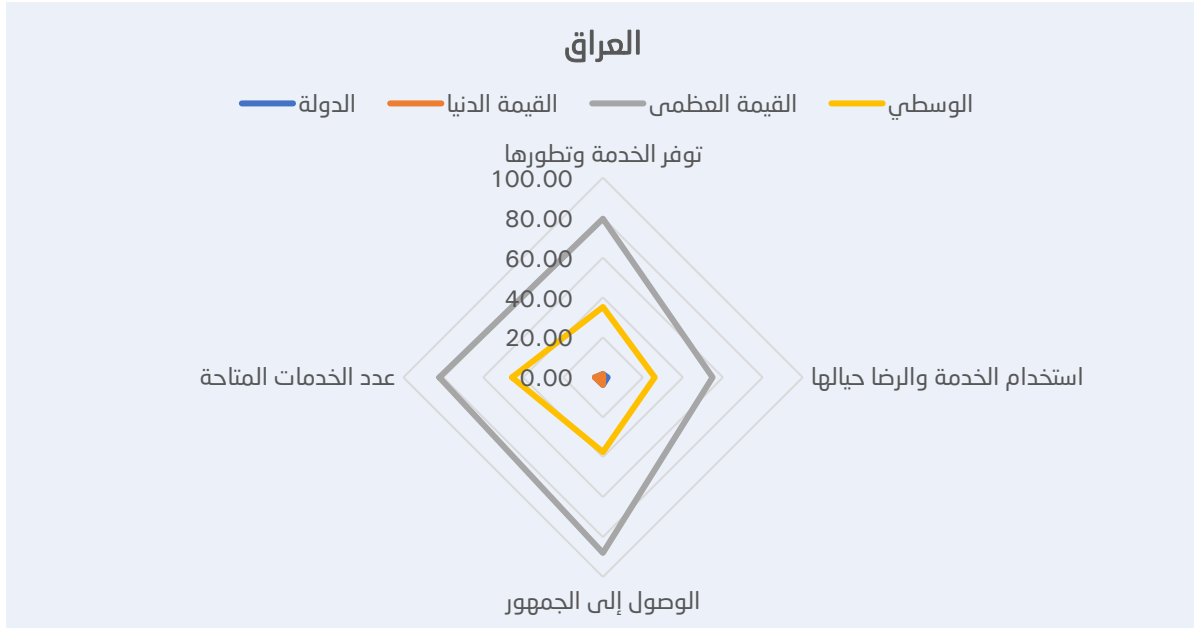 العراق
الدولة
القيمة الدنيا
القيمة العظمى
الوسطي
توفر الخدمة وتطورها
100.00
80.00
60.00
40.00
20.00
0.00
استخدام الخدمة والرضا حيالها
عدد الخدمات المتاحة
الوصول إلى الجمهور